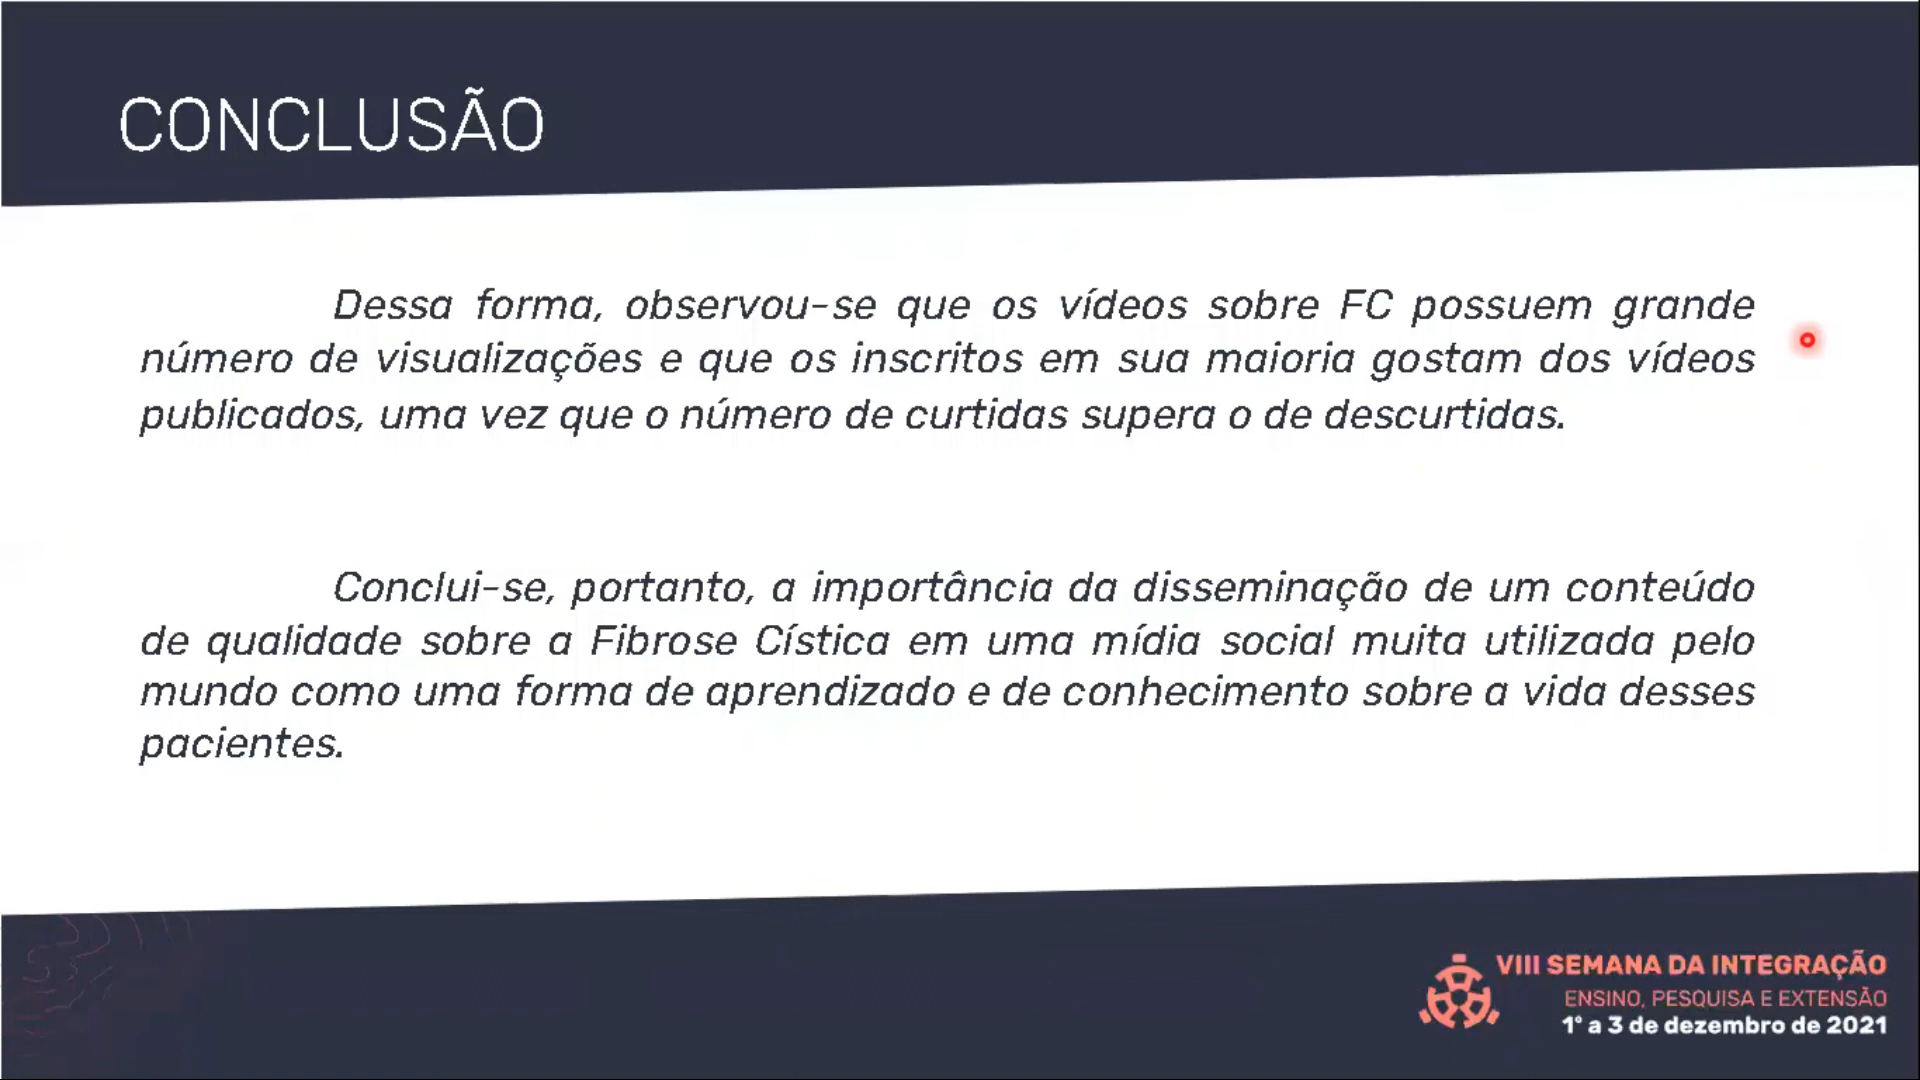 CONCLUSÃO
Dessa forma, observou-se que os vídeos sobre FC possuem grande
número de visualizações e que os inscritos em sua maioria gostam dos vídeos
publicados, uma vez que o número de curtidas supera o de descurtidas.
Conclui-se, portanto, a importância da disseminação de um conteúdo
de qualidade sobre a Fibrose Cística em uma mídia social muita utilizada pelo
mundo como uma forma de aprendizado e de conhecimento sobre a vida desses
pacientes.
VIII SEMANA DA INTEGRAÇÃO
ENSINO, PESQUISA E EXTENSÃO
1° a 3 de dezembro de 2021